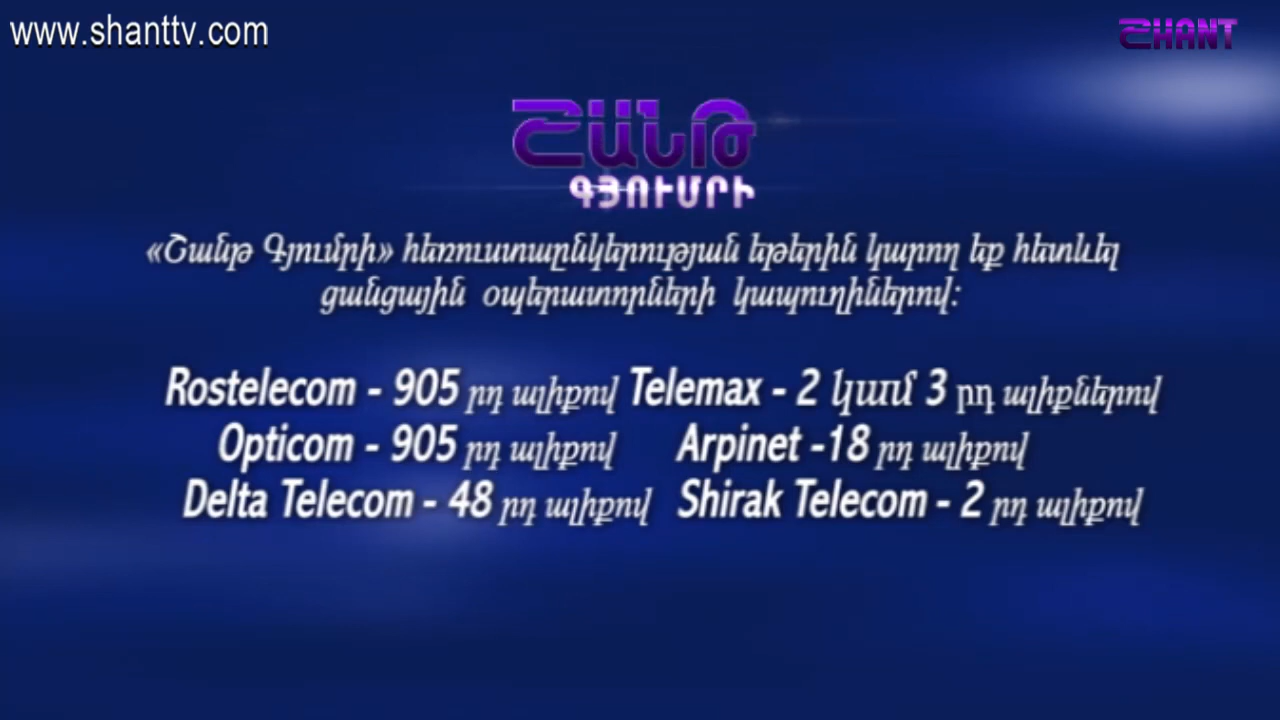 www.shanttv.com
SHANT
ՇԱՆԹ
ԳՅՈՒՄՐԻ
«Շանթ Գյումրի» հեռուստաընկերության եթերին կարող եք հետևել
ցանցային օպերատորների կապուղիներով:
Rostelecom - 905 րդ ալիքով Telemax - 2 կամ 3 րդ ալիքներով
Opticom - 905 րդ ալիքով Arpinet -18 րդ ալիքով
Delta Telecom - 48 րդ ալիքով Shirak Telecom - 2 րդ ալիքով